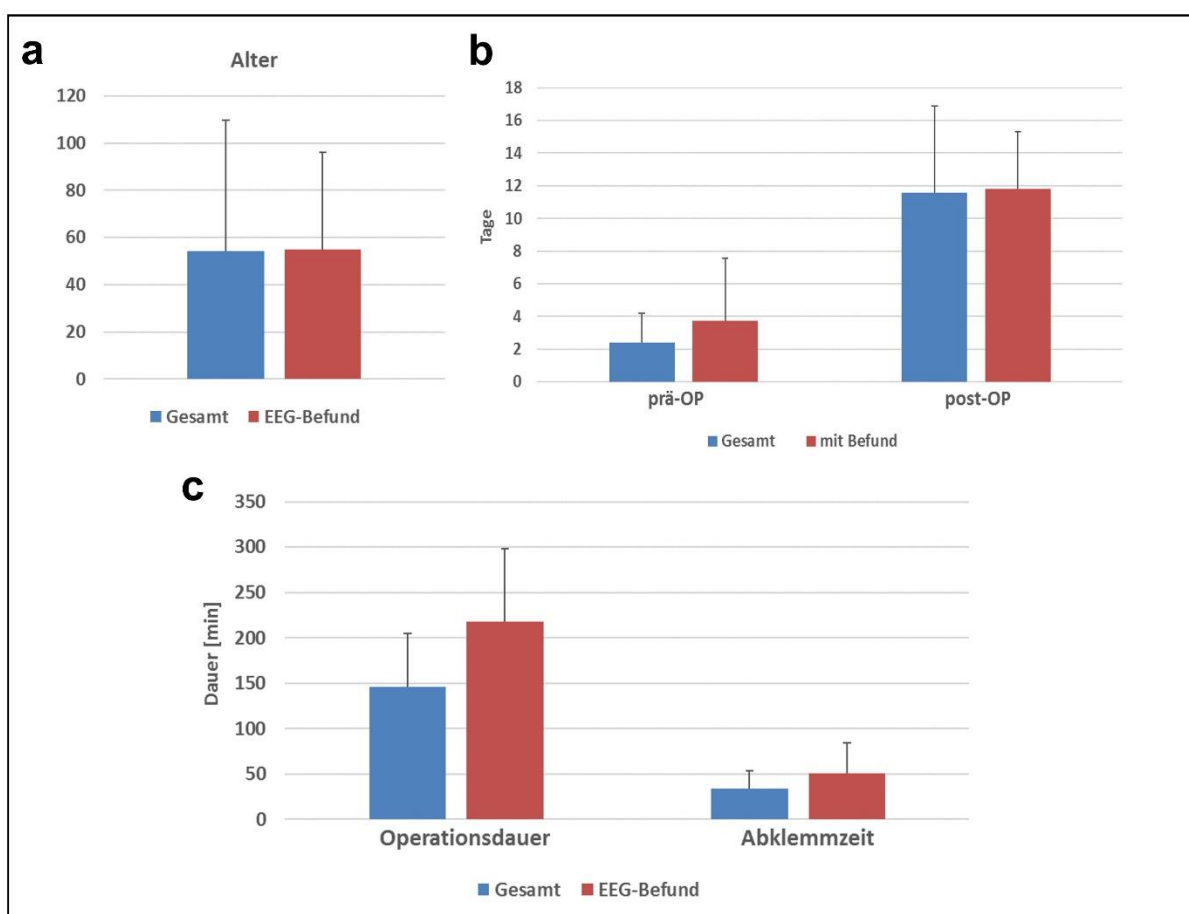 a
Alter
120
100
80
60
40
20
0
Gesamt EEG-Befund
b
18
16
14
12
10
8
6
4
2
0
Tage
prä-OP post-OP
Gesamt mit Befund
c
350
300
250
200
150
100
50
0
Dauer [min]
Operationsdauer Abklemmzeit
Gesamt EEG-Befund